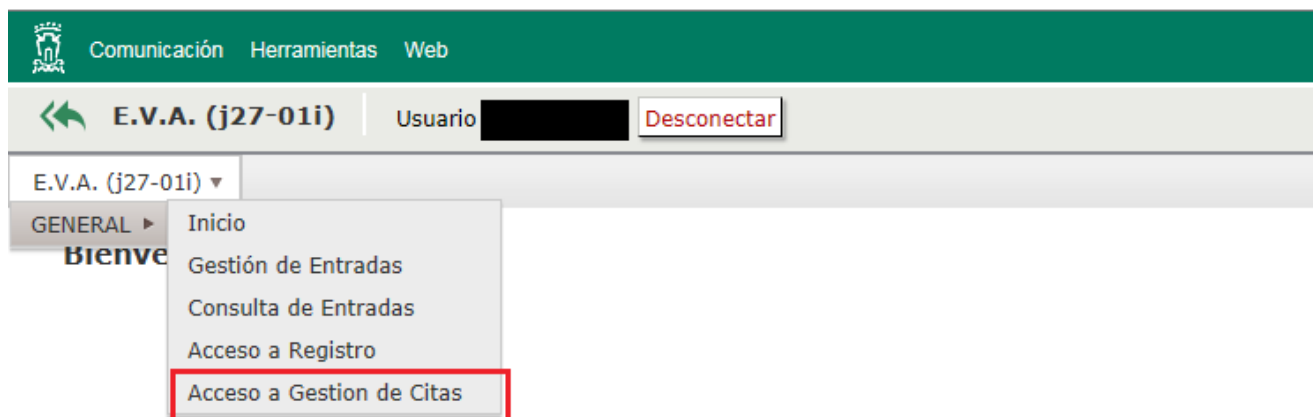 Comunicación Herramientas Web
E.V.A. (j27-01i) Usuario Desconectar
E.V.A. (j27-01i)
GENERAL Inicio
Bienve
Gestión de Entradas
Consulta de Entradas
Acceso a Registro
Acceso a Gestion de Citas